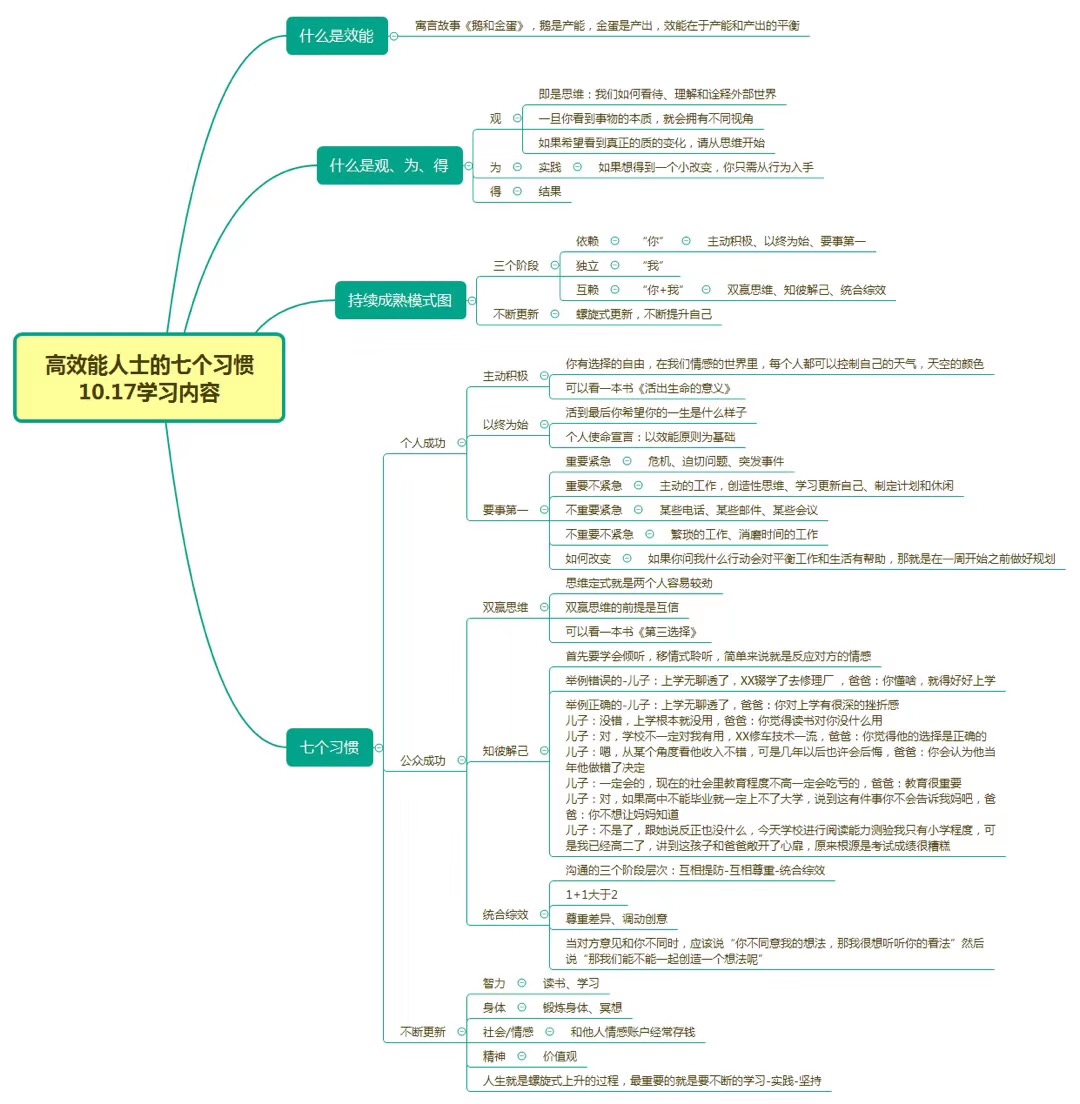 高效能人士的七个习惯
10.17学习内容
什么是效能
寓言故事《鹅和金蛋》，鹅是产能，金蛋是产出，效能在于产能和产出的平衡
什么是观、为、得
观
即是思维：我们如何看待、理解和诠释外部世界
一旦你看到事物的本质，就会拥有不同视角
如果希望看到真正的质的变化，请从思维开始
为
实践
如果想得到一个小改变，你只需从行为入手
得
结果
持续成熟模式图
三个阶段
依赖
“你”
主动积极、以终为始、要事第一
独立
“我”
互赖
“你+我”
双赢思维、知彼解己、统合综效
不断更新
螺旋式更新，不断提升自己
七个习惯
个人成功
主动积极
你有选择的自由，在我们情感的世界里，每个人都可以控制自己的天气，天空的颜色
可以看一本书《活出生命的意义》
以终为始
活到最后你希望你的一生是什么样子
个人使命宣言：以效能原则为基础
要事第一
重要紧急
危机、迫切问题、突发事件
重要不紧急
主动的工作，创造性思维、学习更新自己、制定计划和休闲
不重要紧急
某些电话、某些邮件、某些会议
不重要不紧急
繁琐的工作、消磨时间的工作
如何改变
如果你问我什么行动会对平衡工作和生活有帮助，那就是在一周开始之前做好规划
公众成功
双赢思维
思维定式就是两个人容易较劲
双赢思维的前提是互信
可以看一本书《第三选择》
知彼解己
首先要学会倾听，移情式聆听，简单来说就是反应对方的情感
举例错误的-儿子：上学无聊透了，XX辍学了去修理厂 ，爸爸：你懂啥，就得好好上学
举例正确的-儿子：上学无聊透了，爸爸：你对上学有很深的挫折感
儿子：没错，上学根本就没用，爸爸：你觉得读书对你没什么用
儿子：对，学校不一定对我有用，XX修车技术一流，爸爸：你觉得他的选择是正确的
儿子：嗯，从某个角度看他收入不错，可是几年以后也许会后悔，爸爸：你会认为他当
年他做错了决定
儿子：一定会的，现在的社会里教育程度不高一定会吃亏的，爸爸：教育很重要
儿子：对，如果高中不能毕业就一定上不了大学，说到这有件事你不会告诉我妈吧，爸
爸：你不想让妈妈知道
儿子：不是了，跟她说反正也没什么，今天学校进行阅读能力测验我只有小学程度，可
是我已经高二了，讲到这孩子和爸爸敞开了心扉，原来根源是考试成绩很糟糕
统合综效
沟通的三个阶段层次：互相提防-互相尊重-统合综效
1+1大于2
尊重差异、调动创意
当对方意见和你不同时，应该说“你不同意我的想法，那我很想听听你的看法”然后
说“那我们能不能一起创造一个想法呢”
不断更新
智力
读书、学习
身体
锻炼身体、冥想
社会/情感
和他人情感账户经常存钱
精神
价值观
人生就是螺旋式上升的过程，最重要的就是要不断的学习-实践-坚持